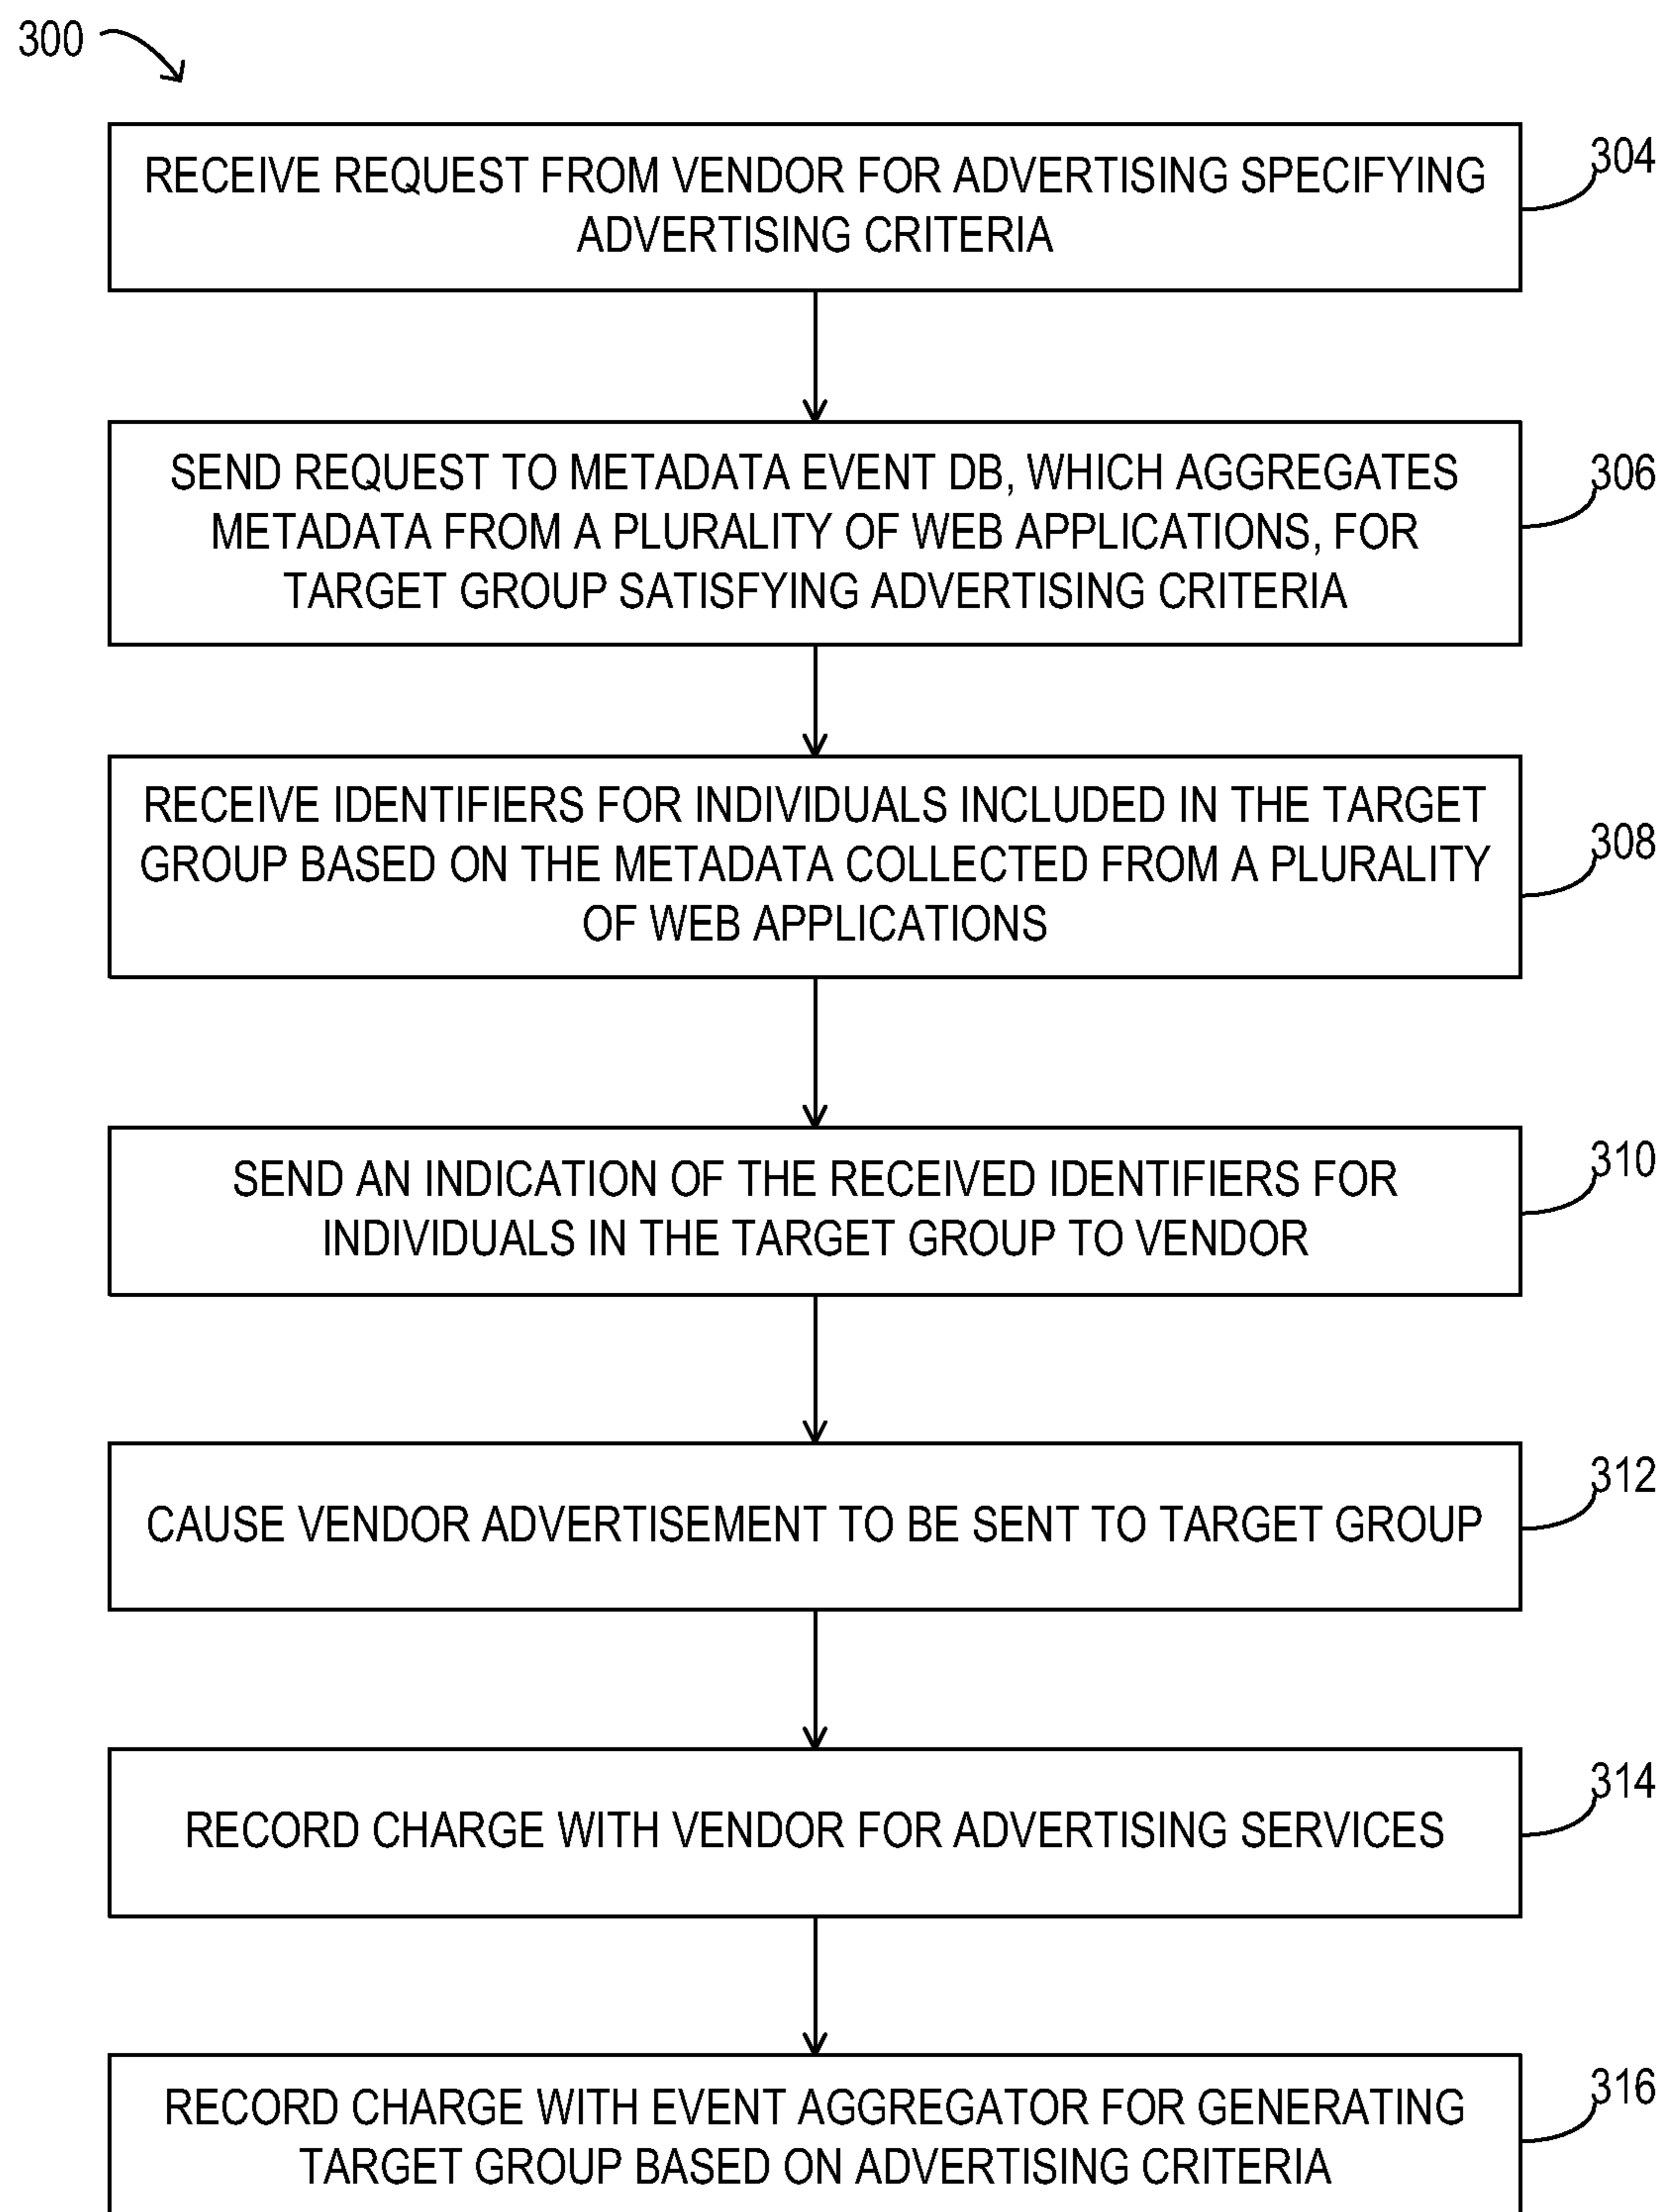 300
RECEIVE REQUEST FROM VENDOR FOR ADVERTISING SPECIFYING
ADVERTISING CRITERIA
304
SEND REQUEST TO METADATA EVENT DB, WHICH AGGREGATES
METADATA FROM A PLURALITY OF WEB APPLICATIONS, FOR
TARGET GROUP SATISFYING ADVERTISING CRITERIA
306
RECEIVE IDENTIFIERS FOR INDIVIDUALS INCLUDED IN THE TARGET
GROUP BASED ON THE METADATA COLLECTED FROM A PLURALITY
OF WEB APPLICATIONS
308
SEND AN INDICATION OF THE RECEIVED IDENTIFIERS FOR
INDIVIDUALS IN THE TARGET GROUP TO VENDOR
310
CAUSE VENDOR ADVERTISEMENT TO BE SENT TO TARGET GROUP
312
RECORD CHARGE WITH VENDOR FOR ADVERTISING SERVICES
314
RECORD CHARGE WITH EVENT AGGREGATOR FOR GENERATING
TARGET GROUP BASED ON ADVERTISING CRITERIA
316